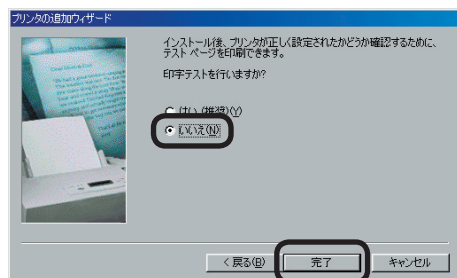 プリンタの追加ウィザード
インストール後、プリンタが正しく設定されたかどうか確認するために、
テスト ページを印刷できます。
印字テストを行いますか?
はい (推奨)(Y)
いいえ(N)
< 戻る(B)
完了
キャンセル